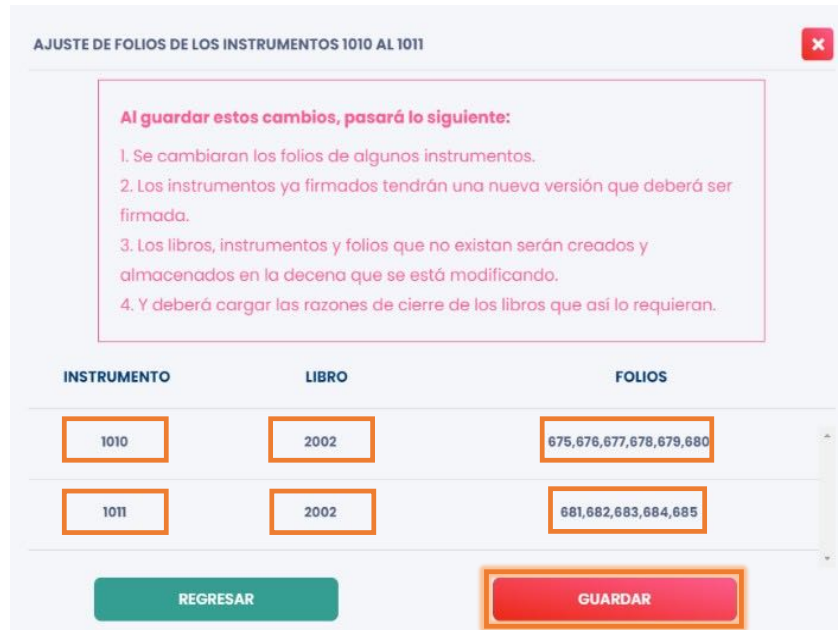 AJUSTE DE FOLIOS DE LOS INSTRUMENTOS 1010 AL 1011
Al guardar estos cambios, pasará lo siguiente:
1. Se cambiaran los folios de algunos instrumentos.
2. Los instrumentos ya firmados tendrán una nueva versión que deberá ser
firmada.
3. Los libros, instrumentos y folios que no existan serán creados y
almacenados en la decena que se está modificando.
4. Y deberá cargar las razones de cierre de los libros que así lo requieran.
INSTRUMENTO LIBRO FOLIOS
1010 2002 675,676,677,678,679,680
1011 2002 681,682,683,684,685
REGRESAR GUARDAR